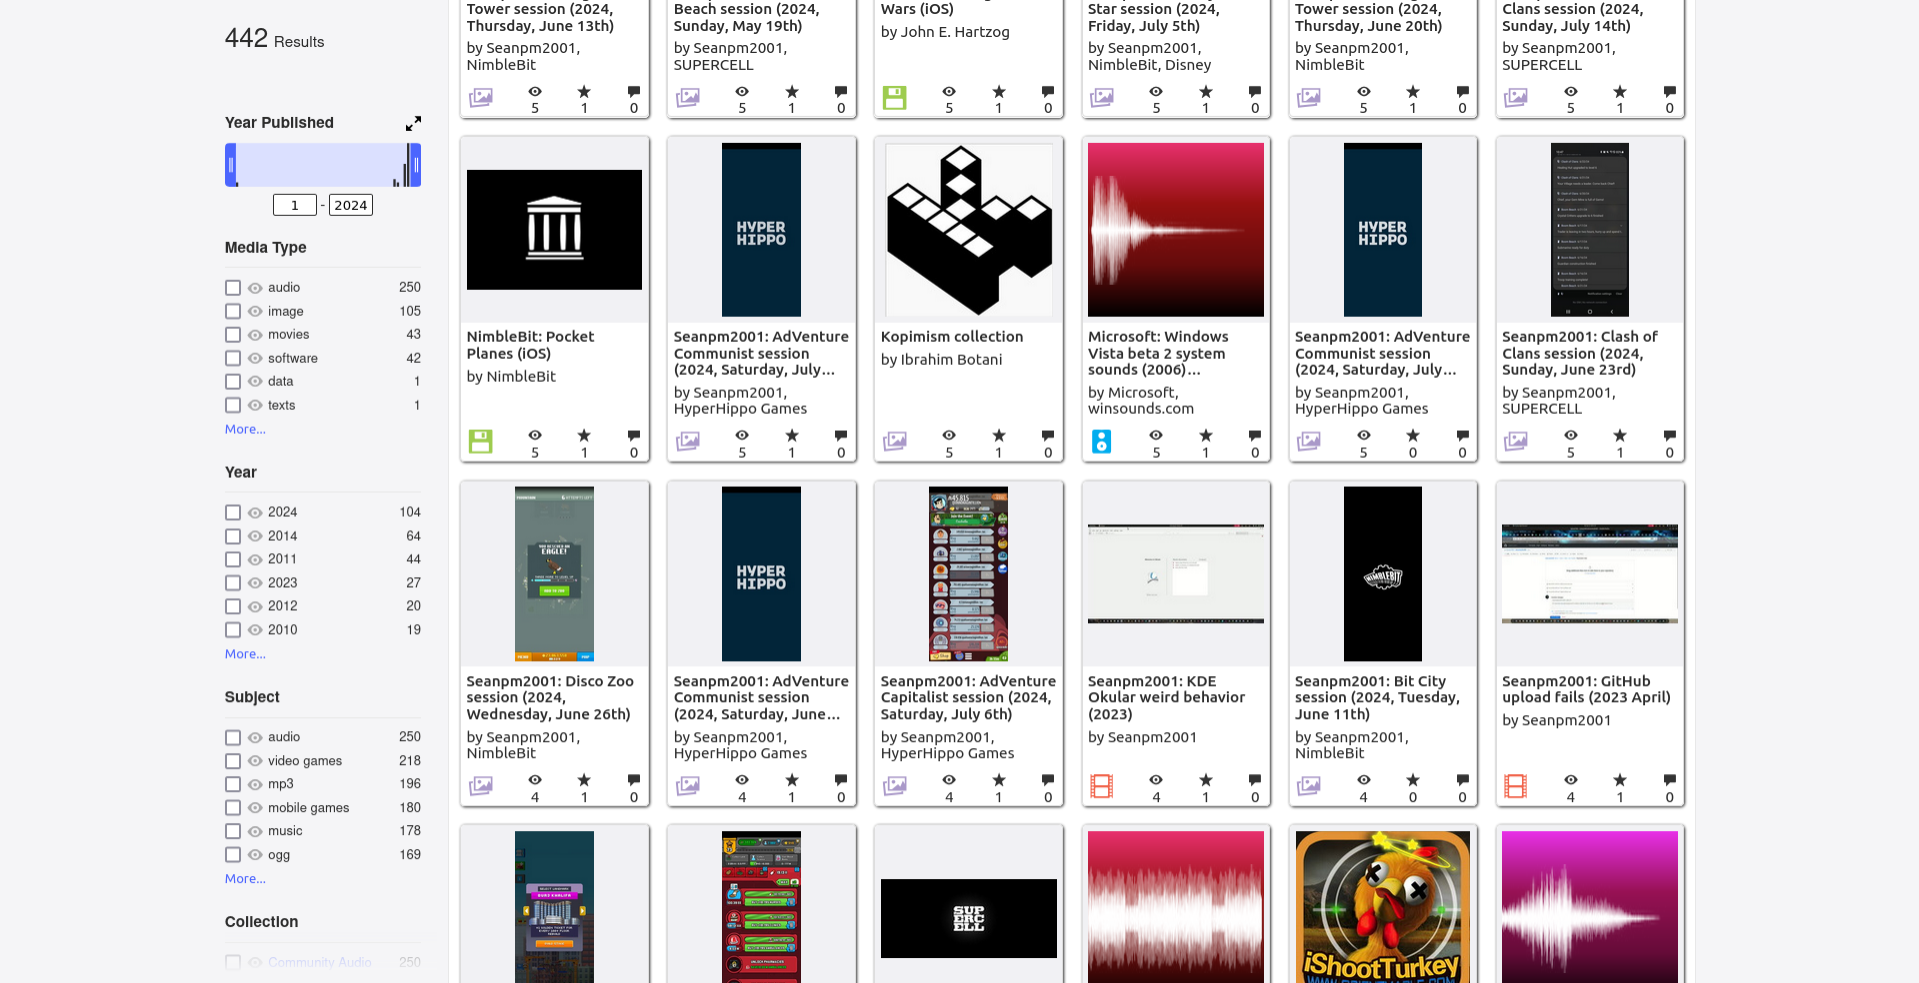 442 Results
Year Published
1 - 2024
Media Type
audio 250
image 105
movies 43
software 42
data 1
texts 1
More...
Year
2024 104
2014 64
2011 44
2023 27
2012 20
2010 19
More...
Subject
audio 250
video games 218
mp3 196
mobile games 180
music 178
ogg 169
More...
Collection
Community Audio 250
Tower session (2024,
Thursday, June 13th)
by Seanpm2001,
NimbleBit
5 1 0
Beach session (2024,
Sunday, May 19th)
by Seanpm2001,
SUPERCELL
5 1 0
Wars (iOS)
by John E. Hartzog
5 1 0
Star session (2024,
Friday, July 5th)
by Seanpm2001,
NimbleBit, Disney
5 1 0
Tower session (2024,
Thursday, June 20th)
by Seanpm2001,
NimbleBit
5 1 0
Clans session (2024,
Sunday, July 14th)
by Seanpm2001,
SUPERCELL
5 1 0
NimbleBit: Pocket
Planes (iOS)
by NimbleBit
5 1 0
HYPER
HIPPO
Seanpm2001: AdVenture
Communist session
(2024, Saturday, July...
by Seanpm2001,
HyperHippo Games
5 1 0
Kopimism collection
by Ibrahim Botani
5 1 0
Microsoft: Windows
Vista beta 2 system
sounds (2006)...
by Microsoft,
winsounds.com
5 1 0
HYPER
HIPPO
Seanpm2001: AdVenture
Communist session
(2024, Saturday, July...
by Seanpm2001,
HyperHippo Games
5 0 0
Seanpm2001: Clash of
Clans session (2024,
Sunday, June 23rd)
by Seanpm2001,
SUPERCELL
5 1 0
EAGLE!
Seanpm2001: Disco Zoo
session (2024,
Wednesday, June 26th)
by Seanpm2001,
NimbleBit
4 1 0
HYPER
HIPPO
Seanpm2001: AdVenture
Communist session
(2024, Saturday, June...
by Seanpm2001,
HyperHippo Games
4 1 0
Seanpm2001: AdVenture
Capitalist session (2024,
Saturday, July 6th)
by Seanpm2001,
HyperHippo Games
4 1 0
Seanpm2001: KDE
Okular weird behavior
(2023)
by Seanpm2001
4 1 0
NIMBLEBIT
Seanpm2001: Bit City
session (2024, Tuesday,
June 11th)
by Seanpm2001,
NimbleBit
4 0 0
Seanpm2001: GitHub
upload fails (2023 April)
by Seanpm2001
4 1 0
SUP
ERC
ELL
iShootTurkey